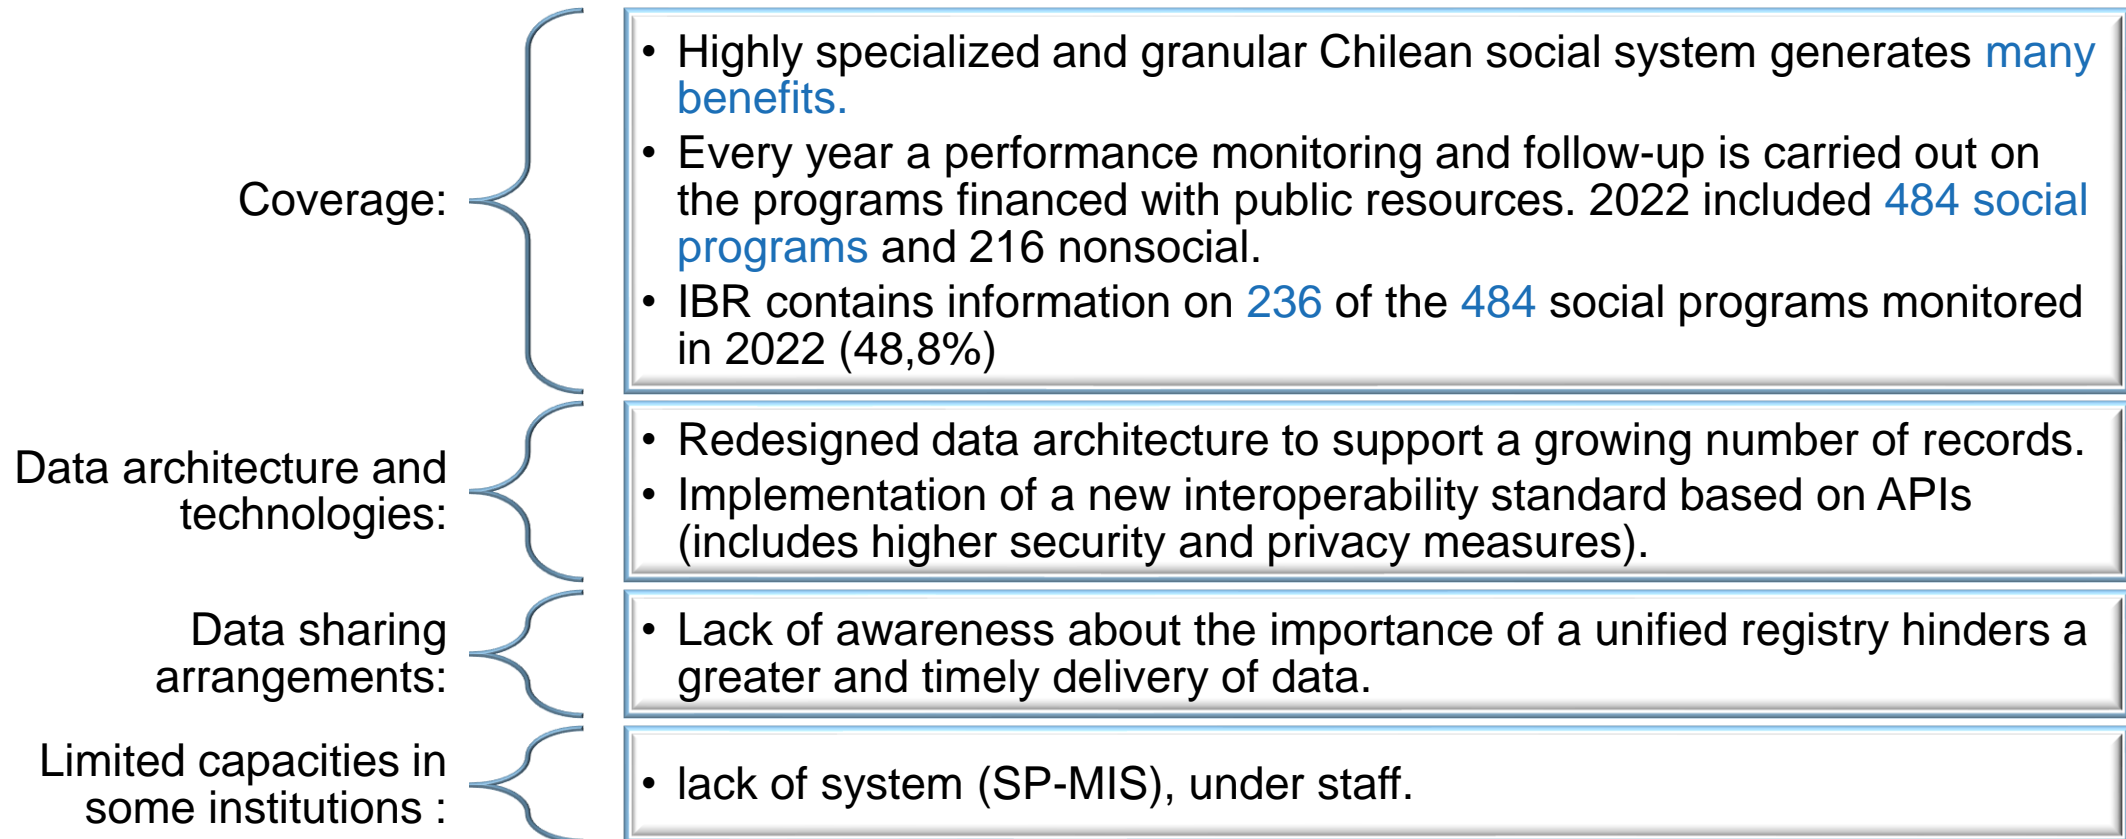 Coverage:
• Highly specialized and granular Chilean social system generates many
benefits.
• Every year a performance monitoring and follow-up is carried out on
the programs financed with public resources. 2022 included 484 social
programs and 216 nonsocial.
• IBR contains information on 236 of the 484 social programs monitored
in 2022 (48,8%)
Data architecture and
technologies:
• Redesigned data architecture to support a growing number of records.
• Implementation of a new interoperability standard based on APIs
(includes higher security and privacy measures).
Data sharing
arrangements:
• Lack of awareness about the importance of a unified registry hinders a
greater and timely delivery of data.
Limited capacities in
some institutions :
• lack of system (SP-MIS), under staff.